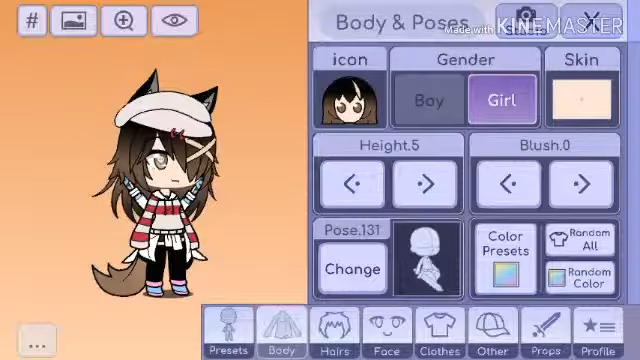 #
Body & Poses
Made with KINEMASTER
Studio
icon
Gender
Skin
Boy
Girl
Height.5
Blush.0
Pose.131
Change
Color
Presets
Random
All
Random
Color
...
Presets
Body
Hairs
Face
Clothes
Other
Props
Profile